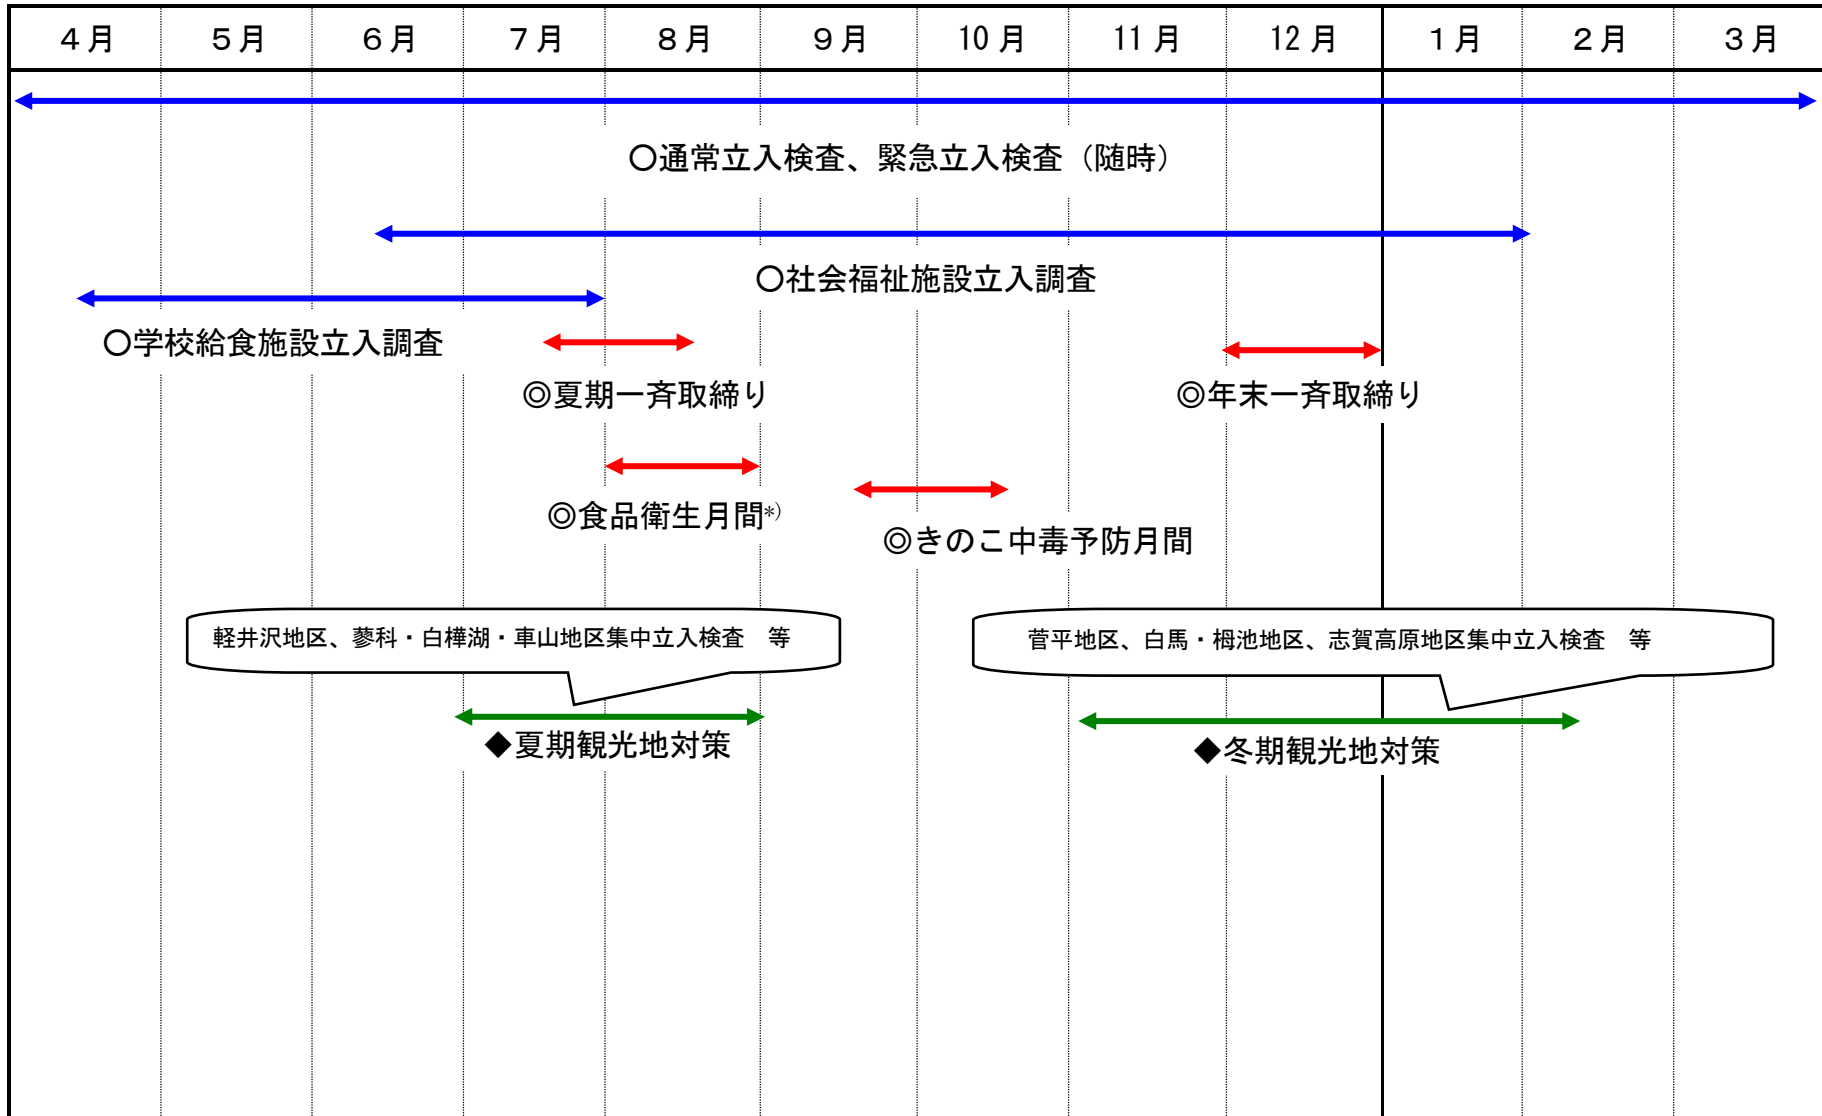 ４月 ５月 ６月 ７月 ８月 ９月 10月 11月 12月 １月 ２月 ３月
○通常立入検査、緊急立入検査（随時）
○社会福祉施設立入調査
○学校給食施設立入調査
◎夏期一斉取締り
◎年末一斉取締り
◎食品衛生月間*)
◎きのこ中毒予防月間
軽井沢地区、蓼科・白樺湖・車山地区集中立入検査　等
菅平地区、白馬・栂池地区、志賀高原地区集中立入検査　等
◆夏期観光地対策
◆冬期観光地対策